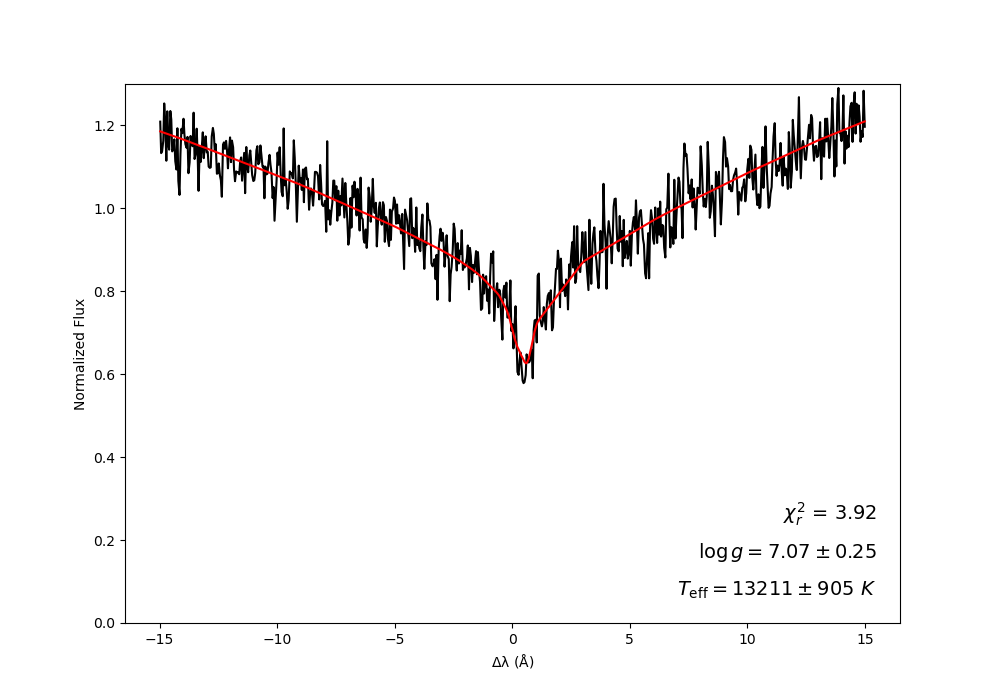 1.2
1.0
0.8
0.6
0.4
0.2
0.0
Normalized Flux
χ²ᵣ = 3.92
log g = 7.07 ± 0.25
T_eff = 13211 ± 905 K
−15 −10 −5 0 5 10 15
Δλ (Å)